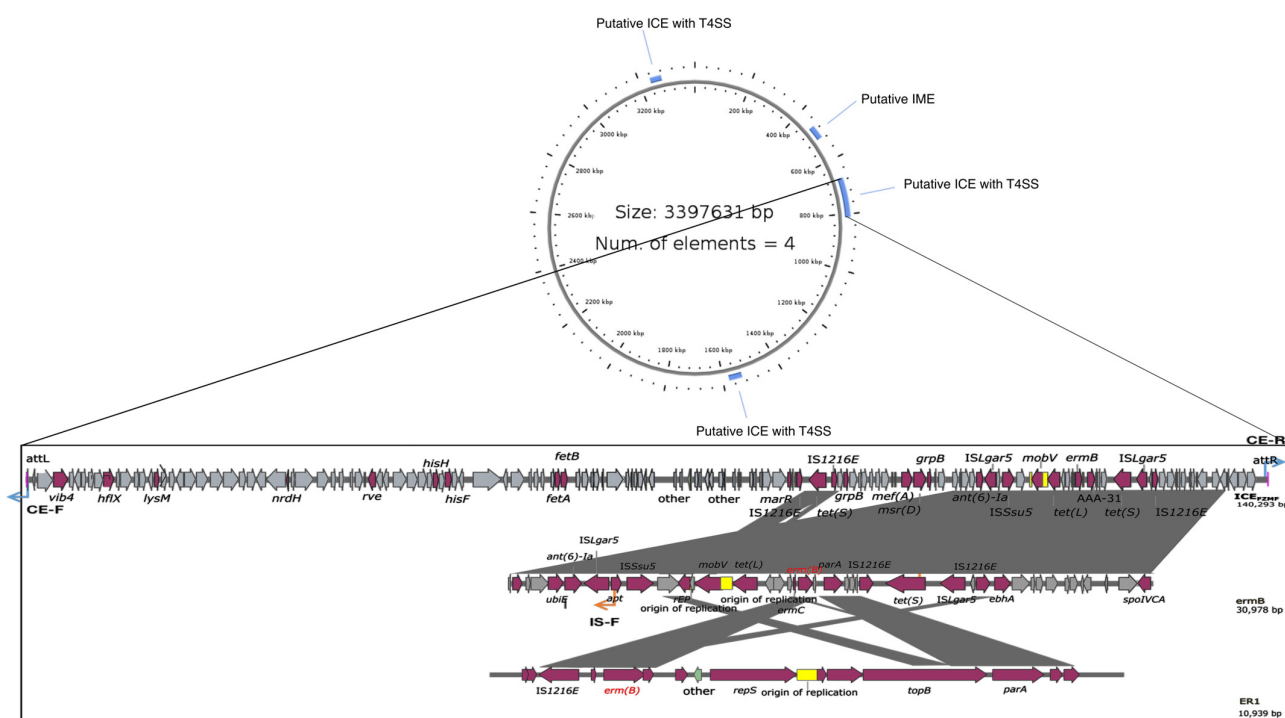 Putative ICE with T4SS
Putative IME
Putative ICE with T4SS
Putative ICE with T4SS
3200 kbp
200 kbp
3000 kbp
400 kbp
2800 kbp
600 kbp
2600 kbp
800 kbp
2400 kbp
1000 kbp
2200 kbp
1200 kbp
2000 kbp
1400 kbp
1800 kbp
1600 kbp
Size: 3397631 bp
Num. of elements = 4
CE-R
attL
hisH
fetB
IS1216E
grpB
ISLgar5
mobV
ermB
ISLgar5
attR
vib4
hflX
lysM
nrdH
rve
hisF
fetA
other
other
marR
grpB
mef(A)
ant(6)-Ia
AAA-31
CE-F
IS1216E
tet(S)
msr(D)
ISSsu5
tet(L)
tet(S)
IS1216E
ICEFZMF
140,293 bp
ISLgar5
ant(6)-Ia
ISSsu5
mobV
tet(L)
erm(B)
parA
IS1216E
IS1216E
ubiE
apt
rEP
origin of replication
origin of replication
ermC
tet(S)
ISLgar5
ebhA
spoIVCA
IS-F
ermB
30,978 bp
IS1216E
erm(B)
other
repS
origin of replication
topB
parA
ER1
10,939 bp